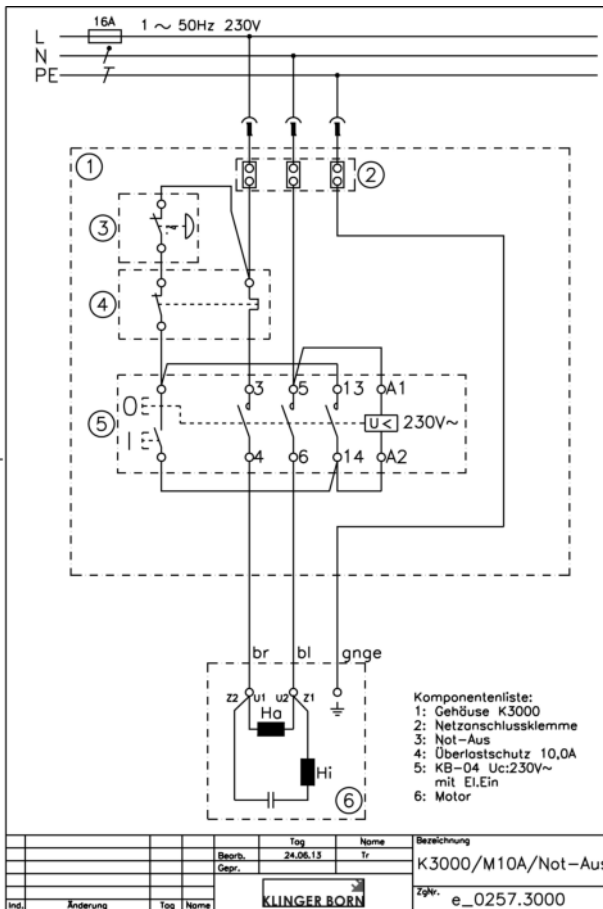 16A 1 ~ 50Hz 230V
L
N
PE
1
2
3
4
3 5 13 A1
O
5
U< 230V~
I
4 6 14 A2
br bl gnge
Z2 U1 U2 Z1
Ha
Hi
6
Komponentenliste:
1: Gehäuse K3000
2: Netzanschlussklemme
3: Not-Aus
4: Überlastschutz 10,0A
5: KB-04 Uc:230V~
mit El.Ein
6: Motor
Tag Name Bezeichnung
Bearb. 24.06.13 Tr
Gepr.
K3000/M10A/Not-Aus
KLINGER BORN
ZgNr. e_0257.3000
Ind. Änderung Tag Name